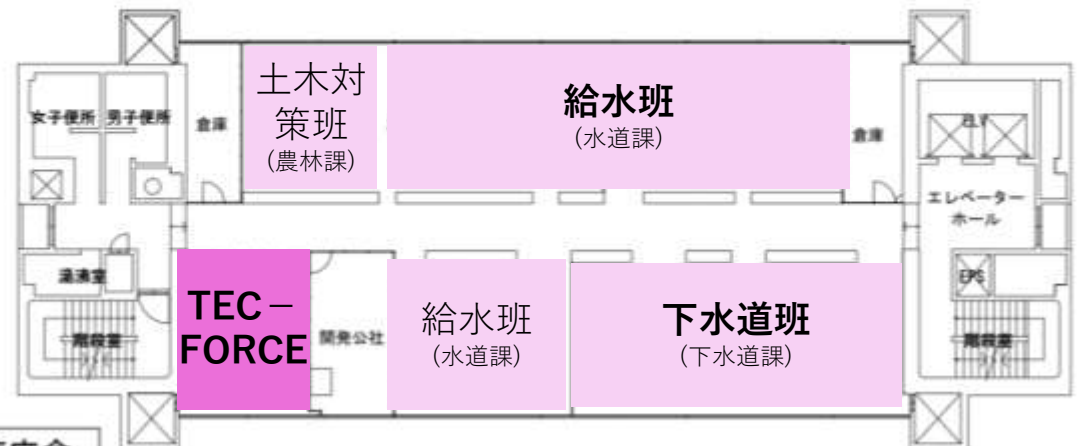 土木対
策班
(農林課)
給水班
(水道課)
女子便所
男子便所
倉庫
倉庫
EV
エレベーター
ホール
湯沸室
TEC－
FORCE
開発公社
給水班
(水道課)
下水道班
(下水道課)
EPS
階段室
階段室